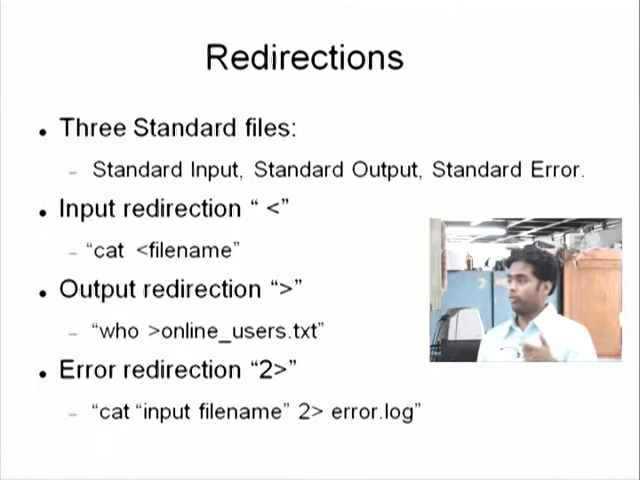 Redirections
• Three Standard files:
– Standard Input, Standard Output, Standard Error.
• Input redirection “ <”
– “cat <filename”
• Output redirection “>”
– “who >online_users.txt”
• Error redirection “2>”
– “cat “input filename” 2> error.log”